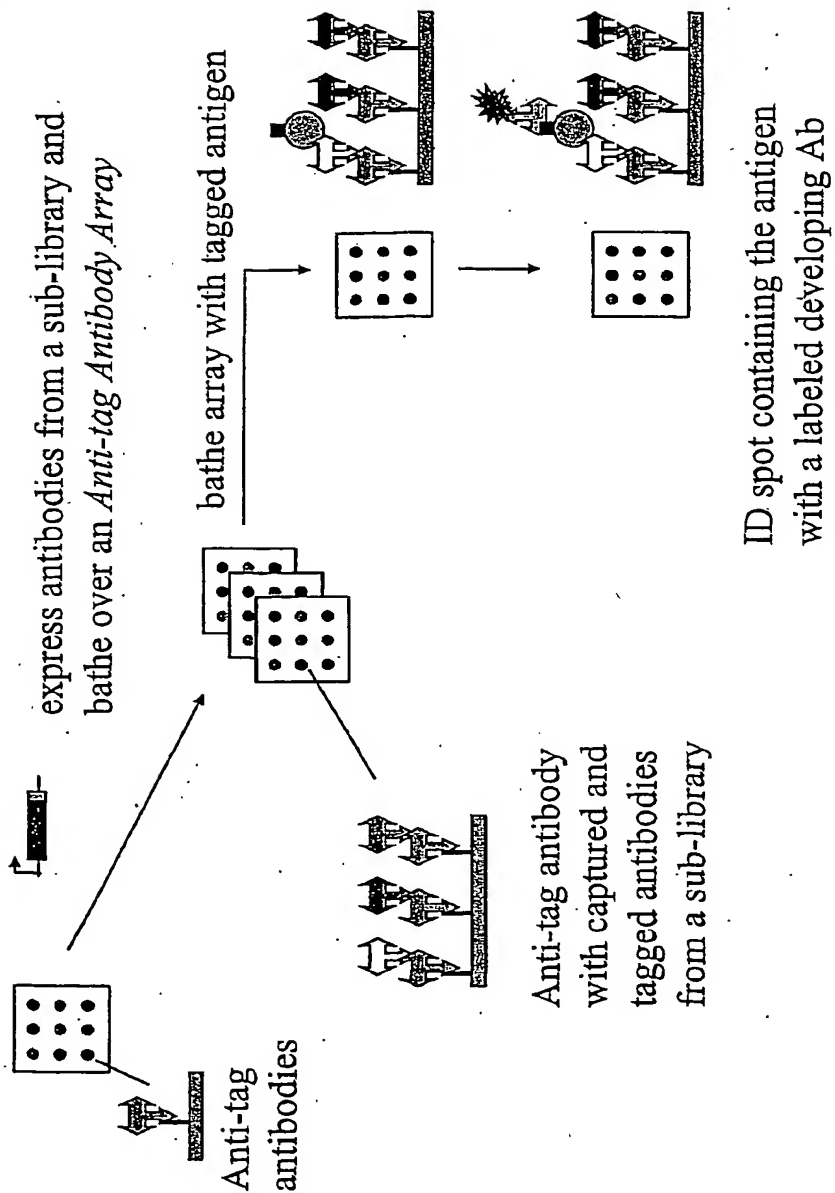 express antibodies from a sub-library and
bathe over an Anti-tag Antibody Array
Anti-tag
antibodies
bathe array with tagged antigen
Anti-tag antibody
with captured and
tagged antibodies
from a sub-library
ID spot containing the antigen
with a labeled developing Ab